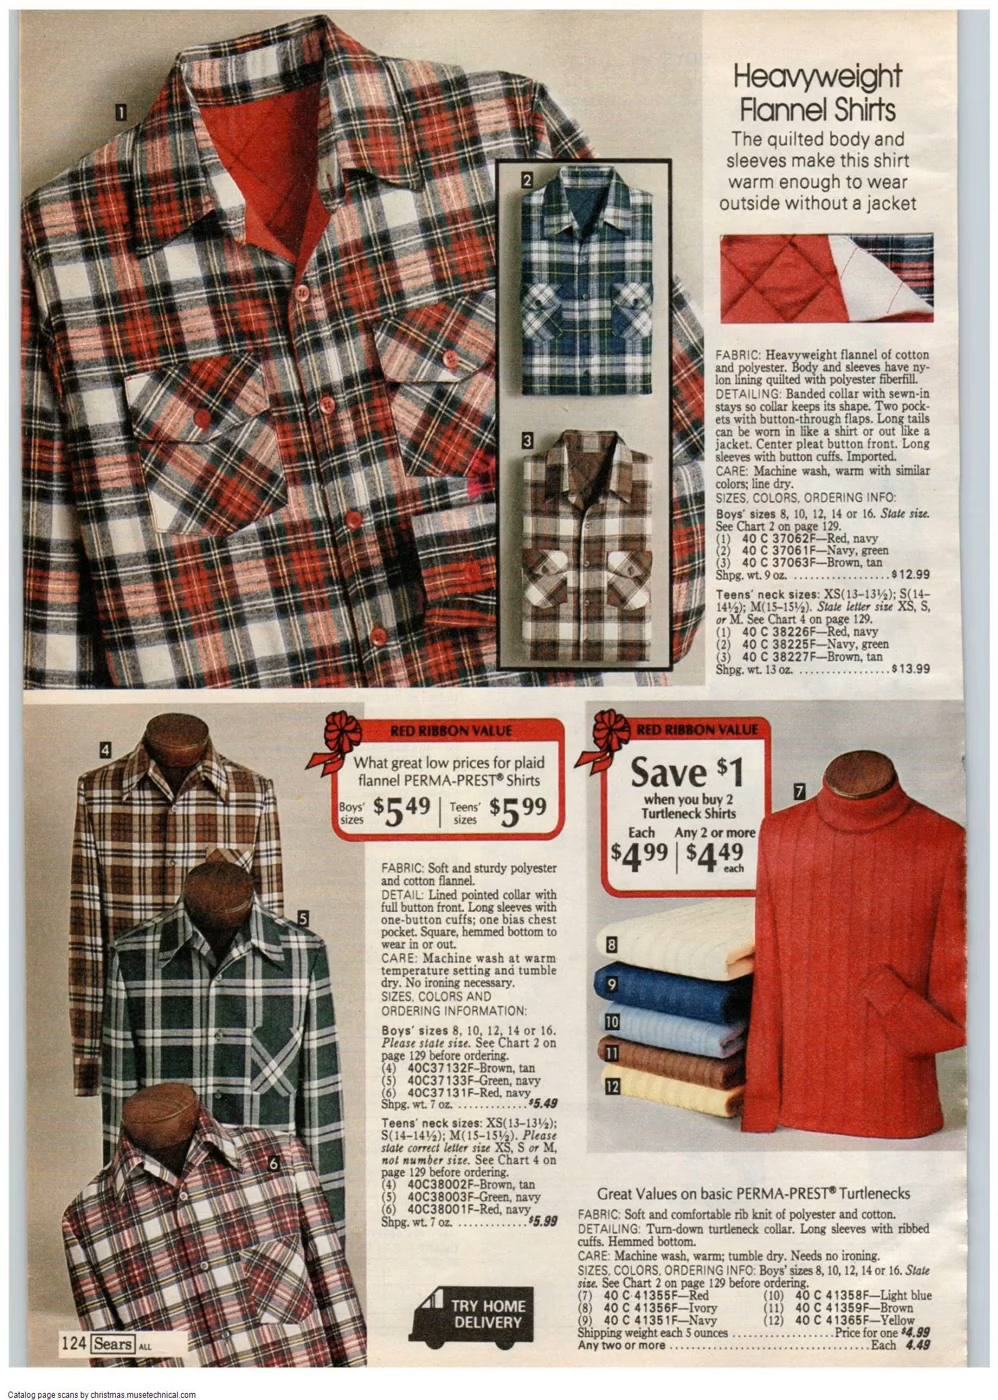 1
2
3
Heavyweight
Flannel Shirts
The quilted body and
sleeves make this shirt
warm enough to wear
outside without a jacket
FABRIC: Heavyweight flannel of cotton
and polyester. Body and sleeves have ny-
lon lining quilted with polyester fiberfill.
DETAILING: Banded collar with sewn-in
stays so collar keeps its shape. Two pock-
ets with button-through flaps. Long tails
can be worn in like a shirt or out like a
jacket. Center pleat button front. Long
sleeves with button cuffs. Imported.
CARE: Machine wash, warm with similar
colors; line dry.
SIZES, COLORS, ORDERING INFO:
Boys' sizes 8, 10, 12, 14 or 16. State size.
See Chart 2 on page 129.
(1) 40 C 37062F—Red, navy
(2) 40 C 37061F—Navy, green
(3) 40 C 37063F—Brown, tan
Shpg. wt. 9 oz. ..................$12.99
Teens' neck sizes: XS(13-13½); S(14-
14½); M(15-15½). State letter size XS, S,
or M. See Chart 4 on page 129.
(1) 40 C 38226F—Red, navy
(2) 40 C 38225F—Navy, green
(3) 40 C 38227F—Brown, tan
Shpg. wt. 13 oz. .................$13.99
4
5
6
RED RIBBON VALUE
What great low prices for plaid
flannel PERMA-PREST® Shirts
Boys' sizes $5 49 | Teens' sizes $5 99
FABRIC: Soft and sturdy polyester
and cotton flannel.
DETAIL: Lined pointed collar with
full button front. Long sleeves with
one-button cuffs; one bias chest
pocket. Square, hemmed bottom to
wear in or out.
CARE: Machine wash at warm
temperature setting and tumble
dry. No ironing necessary.
SIZES, COLORS AND
ORDERING INFORMATION:
Boys' sizes 8, 10, 12, 14 or 16.
Please state size. See Chart 2 on
page 129 before ordering.
(4) 40C37132F-Brown, tan
(5) 40C37133F-Green, navy
(6) 40C37131F-Red, navy
Shpg. wt. 7 oz. .............$5.49
Teens' neck sizes: XS(13-13½);
S(14-14½); M(15-15½). Please
state correct letter size XS, S or M,
not number size. See Chart 4 on
page 129 before ordering.
(4) 40C38002F-Brown, tan
(5) 40C38003F-Green, navy
(6) 40C38001F-Red, navy
Shpg. wt. 7 oz. .............$5.99
TRY HOME
DELIVERY
RED RIBBON VALUE
Save $1
when you buy 2
Turtleneck Shirts
Each Any 2 or more
$4 99 | $4 49 each
7
8
9
10
11
12
Great Values on basic PERMA-PREST® Turtlenecks
FABRIC: Soft and comfortable rib knit of polyester and cotton.
DETAILING: Turn-down turtleneck collar. Long sleeves with ribbed
cuffs. Hemmed bottom.
CARE: Machine wash, warm; tumble dry. Needs no ironing.
SIZES, COLORS, ORDERING INFO: Boys' sizes 8, 10, 12, 14 or 16. State
size. See Chart 2 on page 129 before ordering.
(7) 40 C 41355F—Red (10) 40 C 41358F—Light blue
(8) 40 C 41356F—Ivory (11) 40 C 41359F—Brown
(9) 40 C 41351F—Navy (12) 40 C 41365F—Yellow
Shipping weight each 5 ounces ..................Price for one $4.99
Any two or more ....................................Each 4.49
124 Sears ALL
Catalog page scans by christmas.musetechnical.com